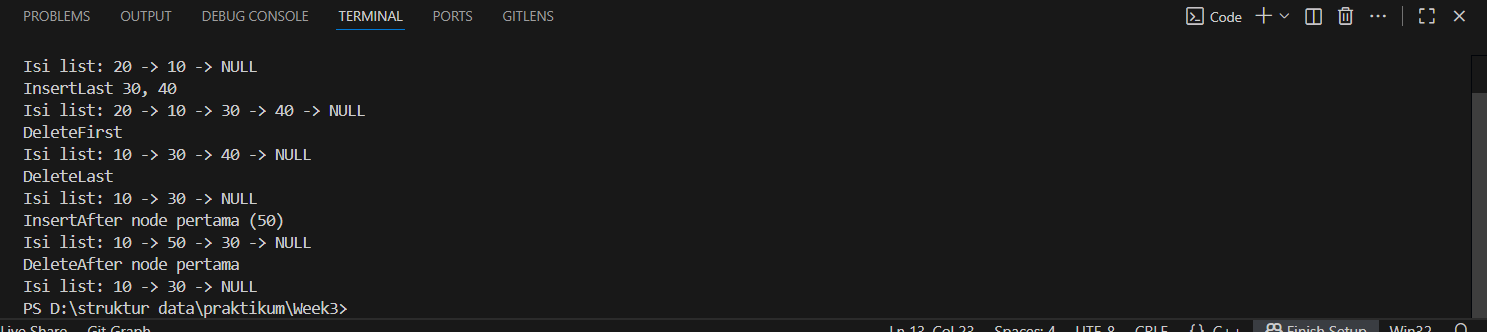 PROBLEMS OUTPUT DEBUG CONSOLE TERMINAL PORTS GITLENS Code
Isi list: 20 -> 10 -> NULL
InsertLast 30, 40
Isi list: 20 -> 10 -> 30 -> 40 -> NULL
DeleteFirst
Isi list: 10 -> 30 -> 40 -> NULL
DeleteLast
Isi list: 10 -> 30 -> NULL
InsertAfter node pertama (50)
Isi list: 10 -> 50 -> 30 -> NULL
DeleteAfter node pertama
Isi list: 10 -> 30 -> NULL
PS D:\struktur data\praktikum\Week3>
Live Share Git Graph Ln 13, Col 23 Spaces: 4 UTF-8 CRLF {} C++ Finish Setup Win32